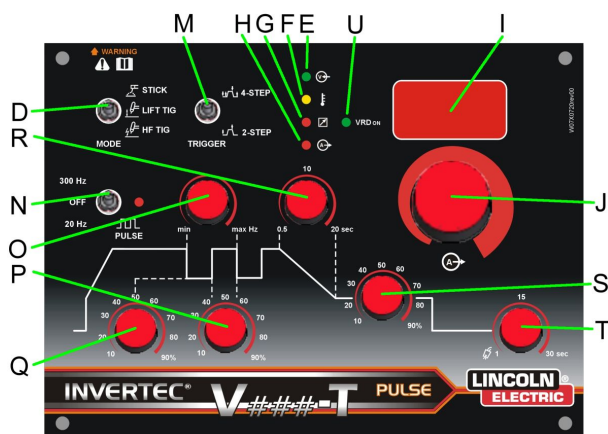 M H G F E U I
WARNING
D STICK
LIFT TIG
HF TIG
MODE
4-STEP
2-STEP
TRIGGER
V
A
VRD ON
W07X0720rev00
R
N 300 Hz
OFF
20 Hz
PULSE
10
J
A
O min max Hz 0.5 20 sec
P
10 20 30 40 50 60 70 80 90%
10 20 30 40 50 60 70 80 90%
10 20 30 40 50 60 70 80 90%
S
15
1 30 sec
T
Q
INVERTEC® V###-T PULSE
LINCOLN ®
ELECTRIC